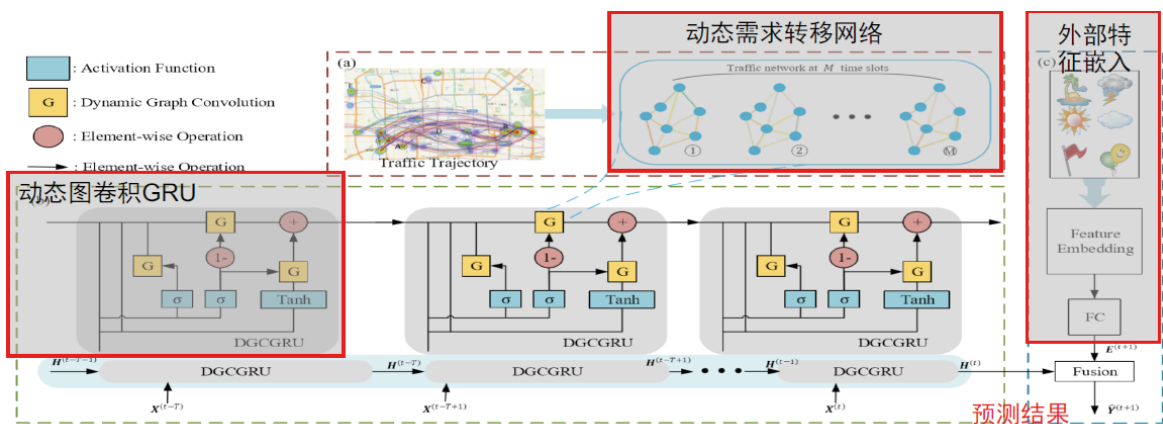 动态需求转移网络
外部特
征嵌入
: Activation Function
G
: Dynamic Graph Convolution
: Element-wise Operation
: Element-wise Operation
(a)
Traffic network at M time slots
1
2
M
Traffic Trajectory
(c)
Feature
Embedding
FC
动态图卷积GRU
G
+
1-
G
G
σ
σ
Tanh
DGCGRU
G
+
1-
G
G
σ
σ
Tanh
DGCGRU
G
+
1-
G
G
σ
σ
Tanh
DGCGRU
E(t+1)
H(t−T−1)
DGCGRU
H(t−T)
DGCGRU
H(t−T+1)
H(t−1)
DGCGRU
H(t)
Fusion
X(t−T)
X(t−T+1)
X(t)
预测结果
Ŷ(t+1)